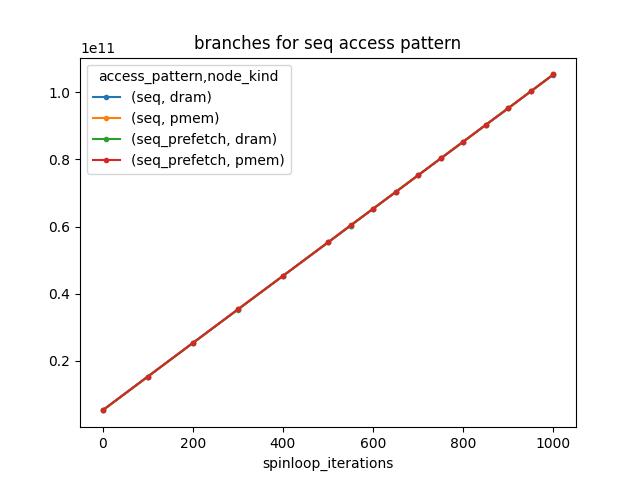 branches for seq access pattern
1e11
access_pattern,node_kind
(seq, dram)
(seq, pmem)
(seq_prefetch, dram)
(seq_prefetch, pmem)
1.0
0.8
0.6
0.4
0.2
0 200 400 600 800 1000
spinloop_iterations